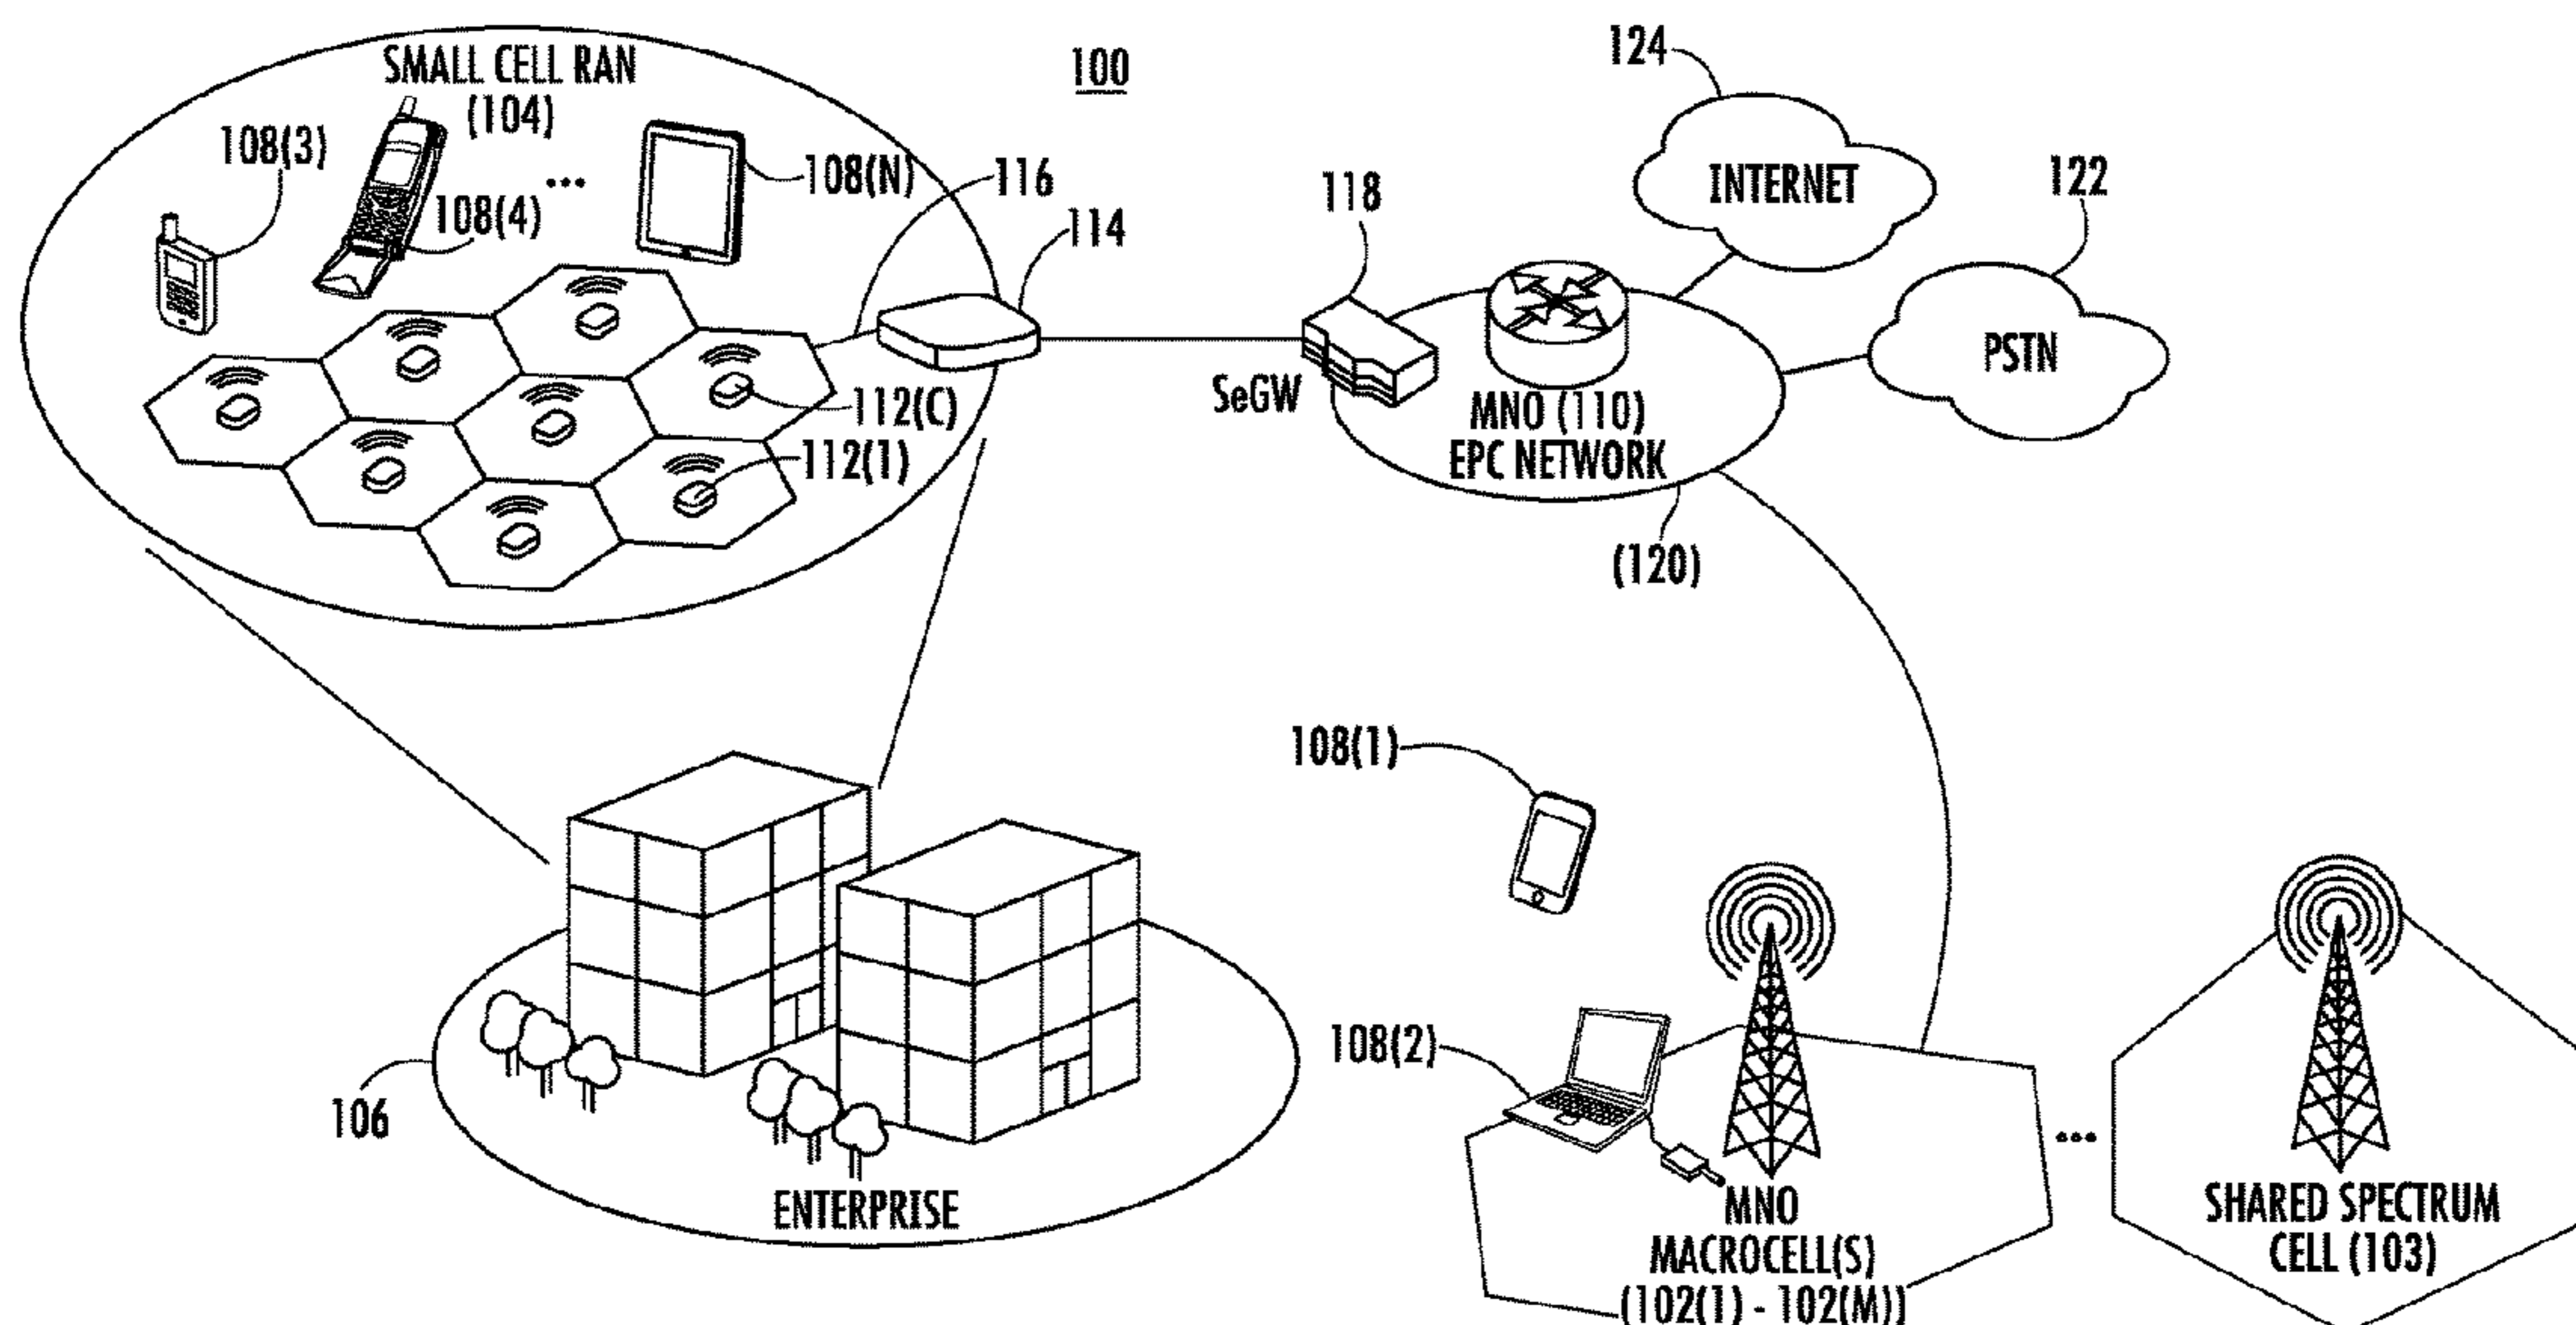 100
SMALL CELL RAN
(104)
108(3)
108(4)
...
108(N)
116
114
112(C)
112(1)
118
SeGW
MNO (110)
EPC NETWORK
(120)
124
INTERNET
122
PSTN
106
ENTERPRISE
108(1)
108(2)
MNO
MACROCELL(S)
(102(1) - 102(M))
...
SHARED SPECTRUM
CELL (103)